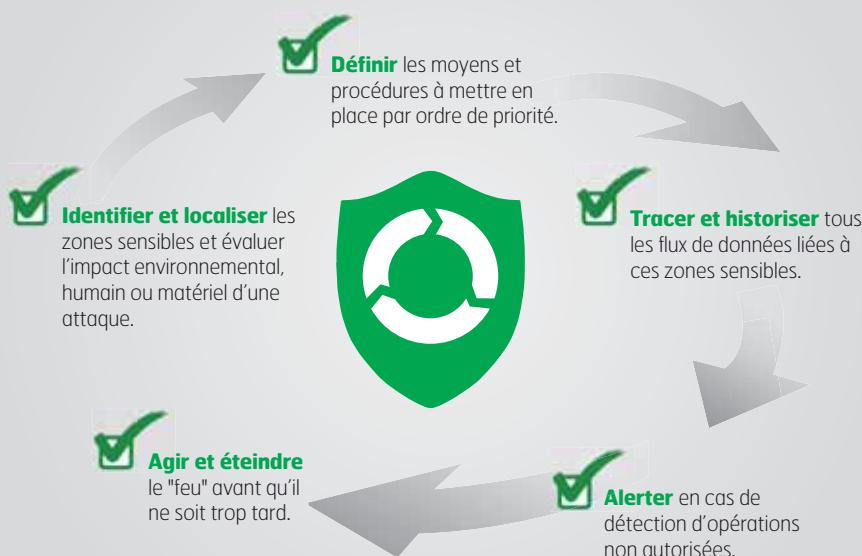 Définir les moyens et
procédures à mettre en
place par ordre de priorité.
Identifier et localiser les
zones sensibles et évaluer
l’impact environnemental,
humain ou matériel d’une
attaque.
Tracer et historiser tous
les flux de données liées à
ces zones sensibles.
Agir et éteindre
le "feu" avant qu’il
ne soit trop tard.
Alerter en cas de
détection d’opérations
non autorisées.